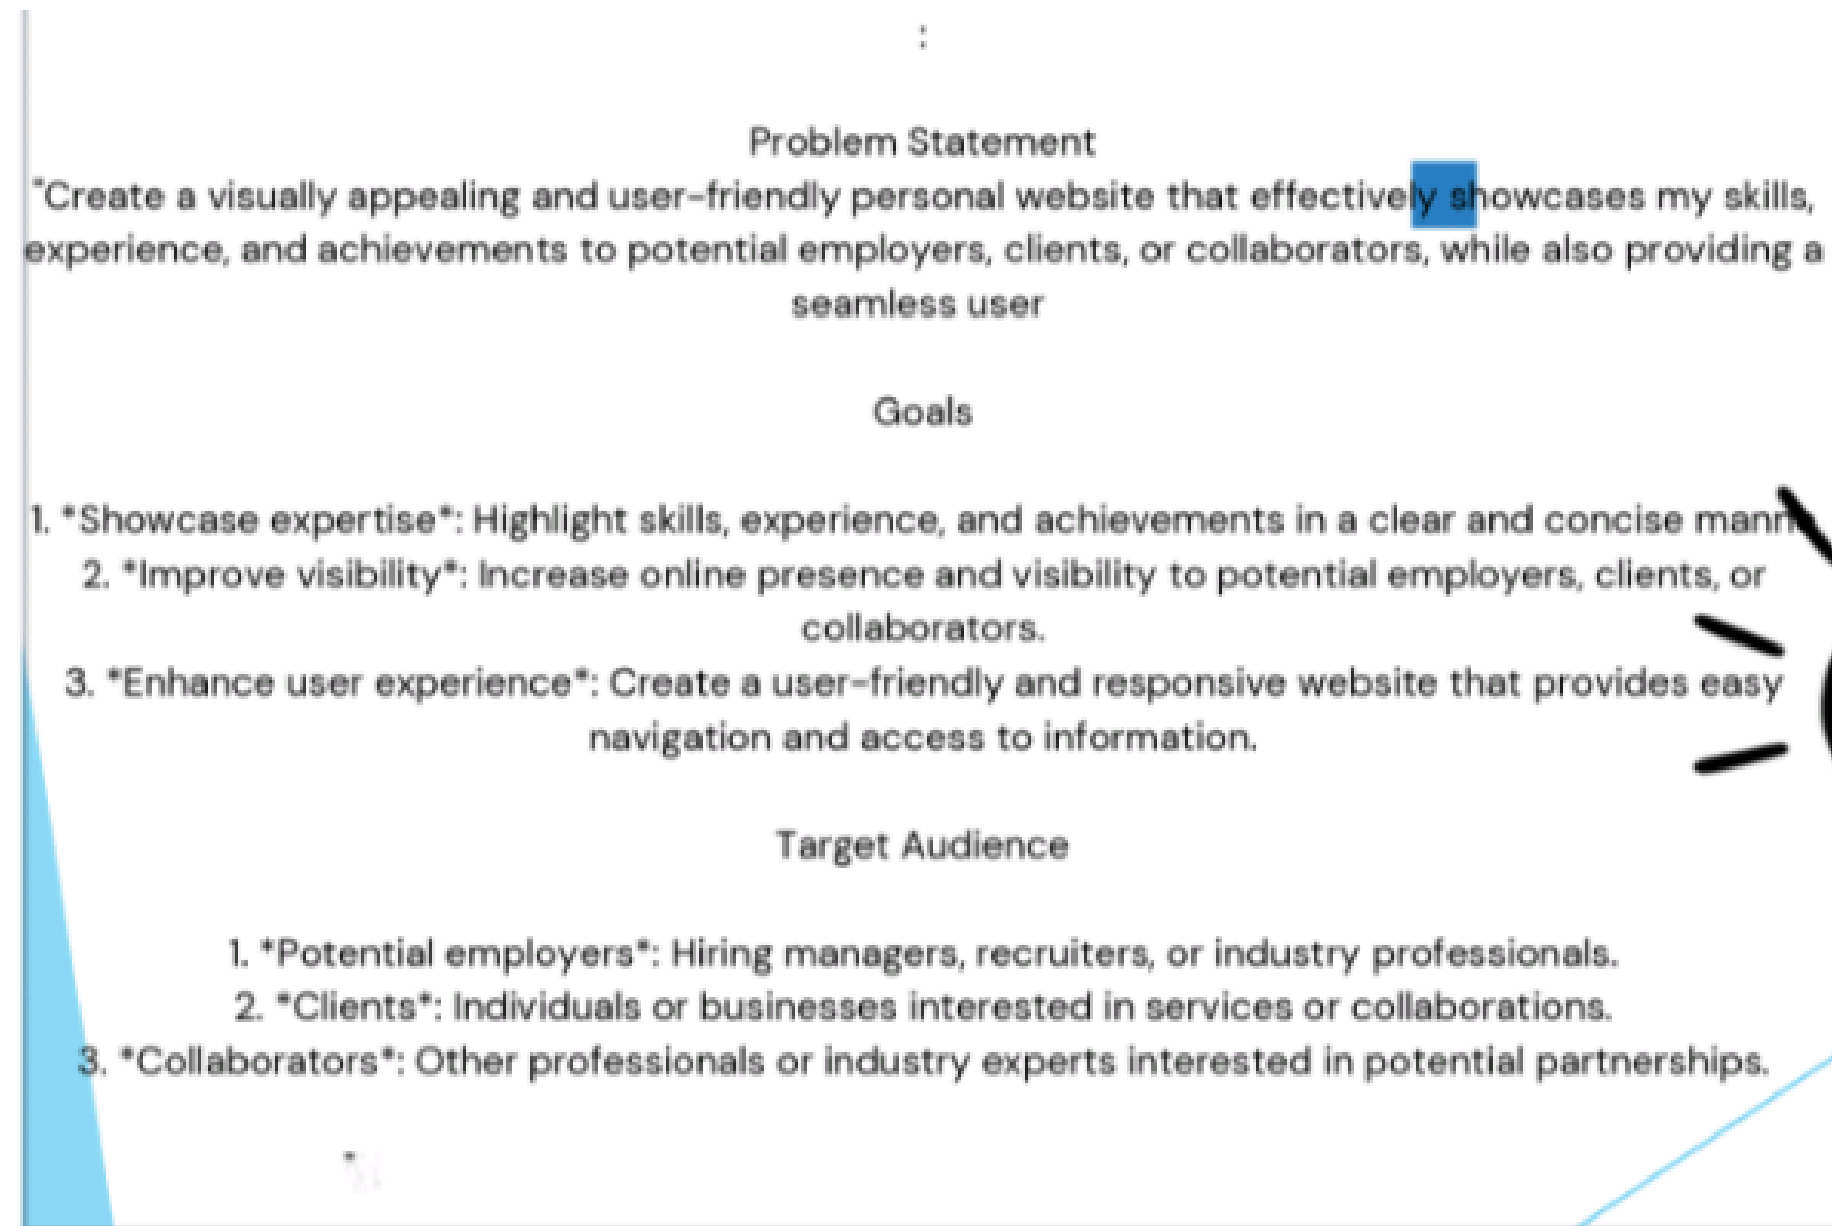 :
Problem Statement
"Create a visually appealing and user-friendly personal website that effectively showcases my skills,
experience, and achievements to potential employers, clients, or collaborators, while also providing a
seamless user
Goals
1. *Showcase expertise*: Highlight skills, experience, and achievements in a clear and concise mann
2. *Improve visibility*: Increase online presence and visibility to potential employers, clients, or
collaborators.
3. *Enhance user experience*: Create a user-friendly and responsive website that provides easy
navigation and access to information.
Target Audience
1. *Potential employers*: Hiring managers, recruiters, or industry professionals.
2. *Clients*: Individuals or businesses interested in services or collaborations.
3. *Collaborators*: Other professionals or industry experts interested in potential partnerships.